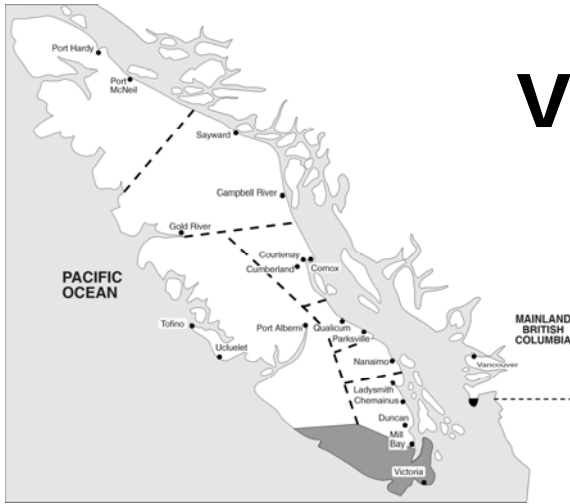 V
Port Hardy
Port
McNeil
Sayward
Campbell River
Gold River
Courtenay
Cumberland
Comox
PACIFIC
OCEAN
Tofino
Ucluelet
Port Alberni
Qualicum
Parksville
MAINLAND
BRITISH
COLUMBIA
Vancouver
Nanaimo
Ladysmith
Chemainus
Duncan
Mill
Bay
Victoria